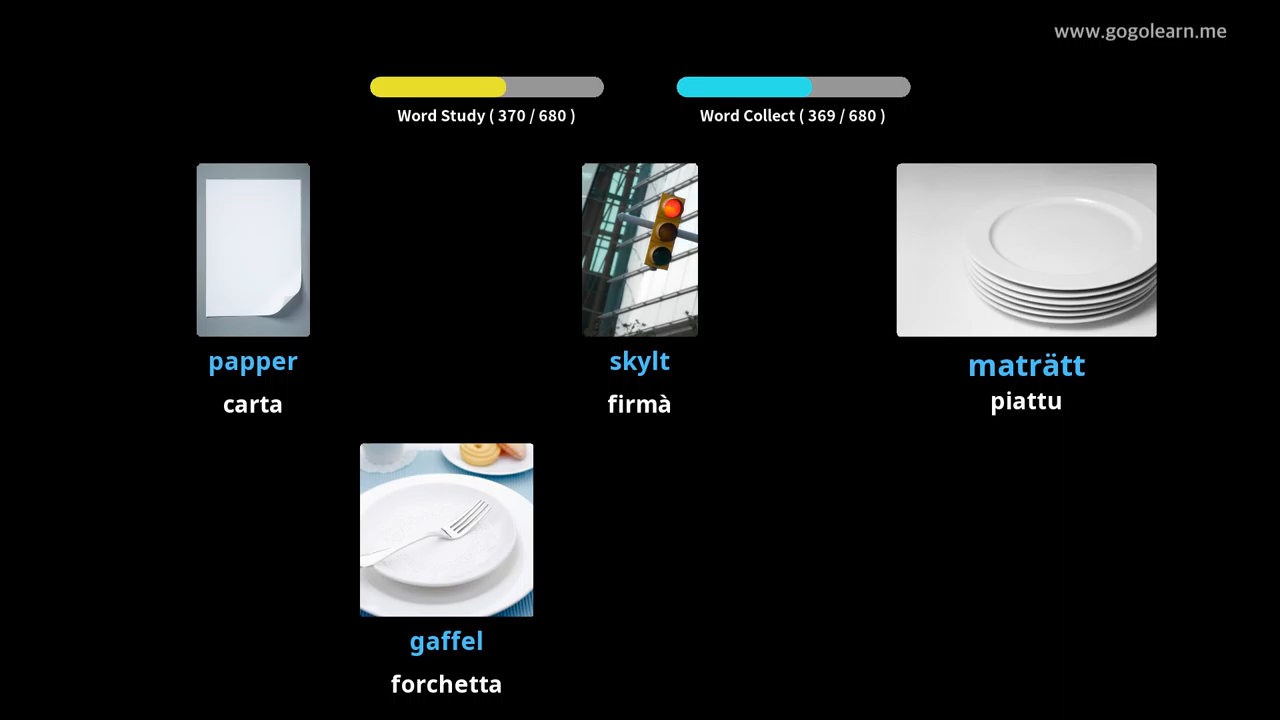 www.gogolearn.me
Word Study ( 370 / 680 )
Word Collect ( 369 / 680 )
papper
skylt
maträtt
carta
firmà
piattu
gaffel
forchetta